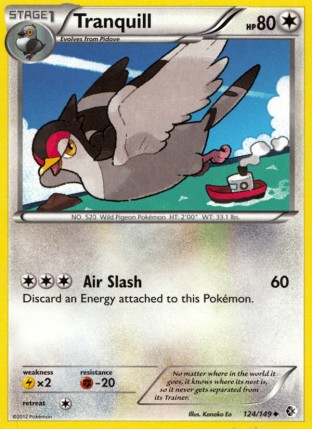 STAGE1
Tranquill
HP80
Evolves from Pidove
NO. 520 Wild Pigeon Pokémon HT: 2'00" WT: 33.1 lbs.
Air Slash 60
Discard an Energy attached to this Pokémon.
weakness resistance
×2 -20
retreat
No matter where in the world it
goes, it knows where its nest is,
so it never gets separated from
its Trainer.
©2012 Pokémon
Illus. Kanako Eo 124/149